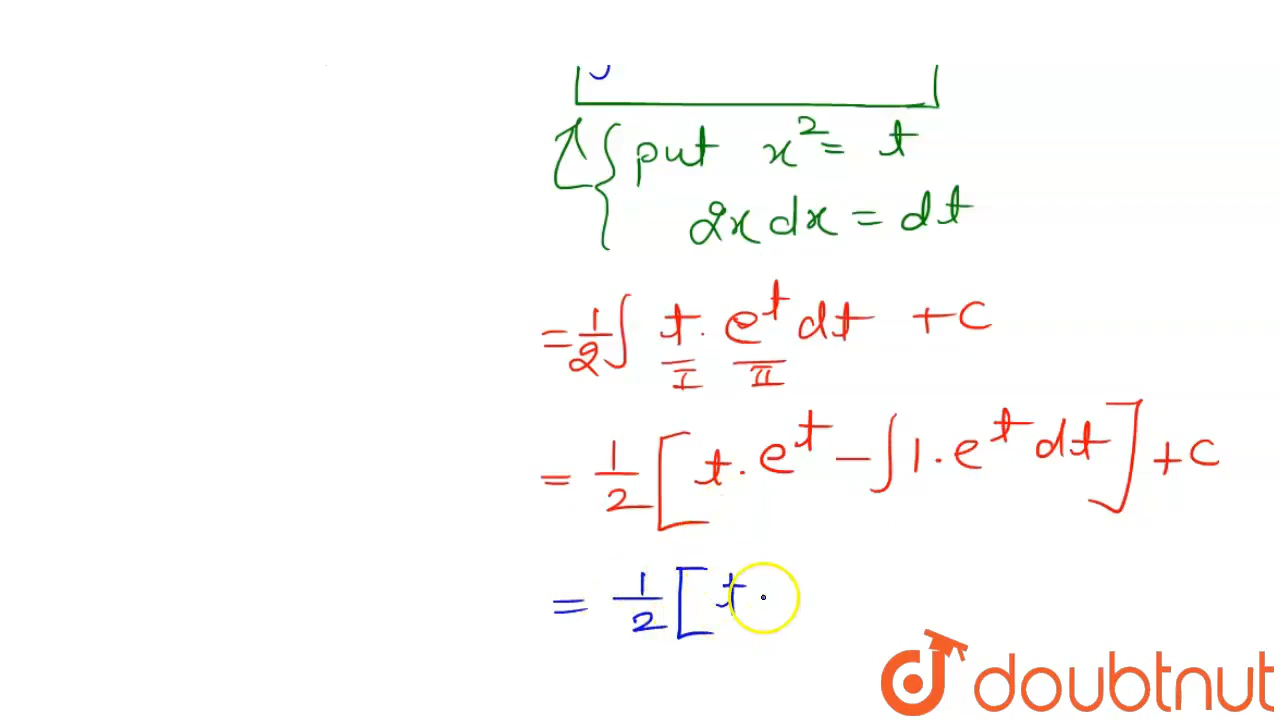 put x² = t
2x dx = dt
= 1/2 ∫ t · e^t dt + c
I II
= 1/2 [ t · e^t − ∫ 1 · e^t dt ] + c
= 1/2 [ t
doubtnut